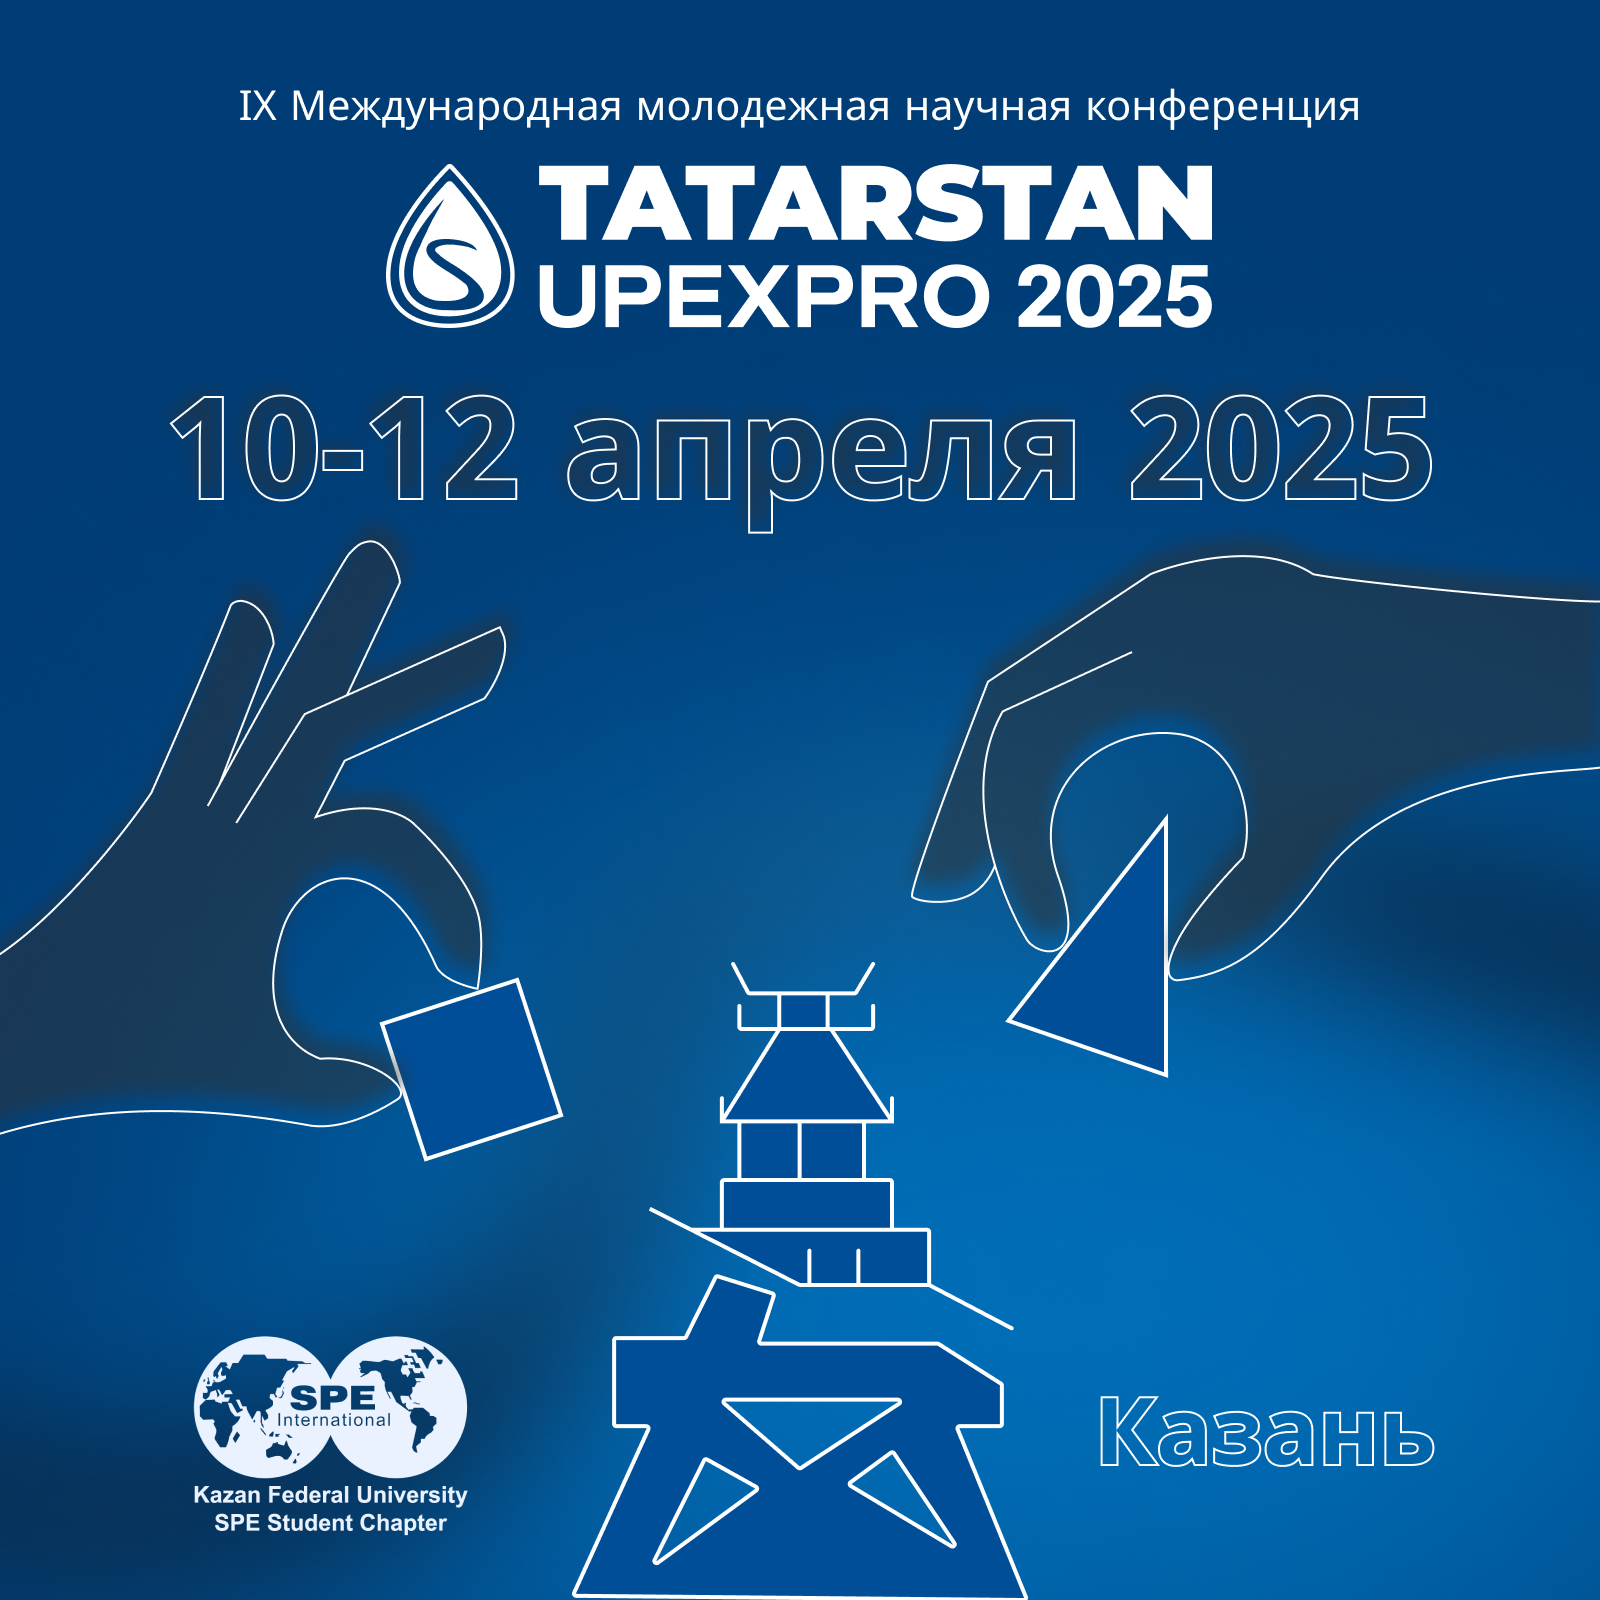 IX Международная молодежная научная конференция
TATARSTAN
UPEXPRO 2025
10-12 апреля 2025
SPE
International
Kazan Federal University
SPE Student Chapter
Казань